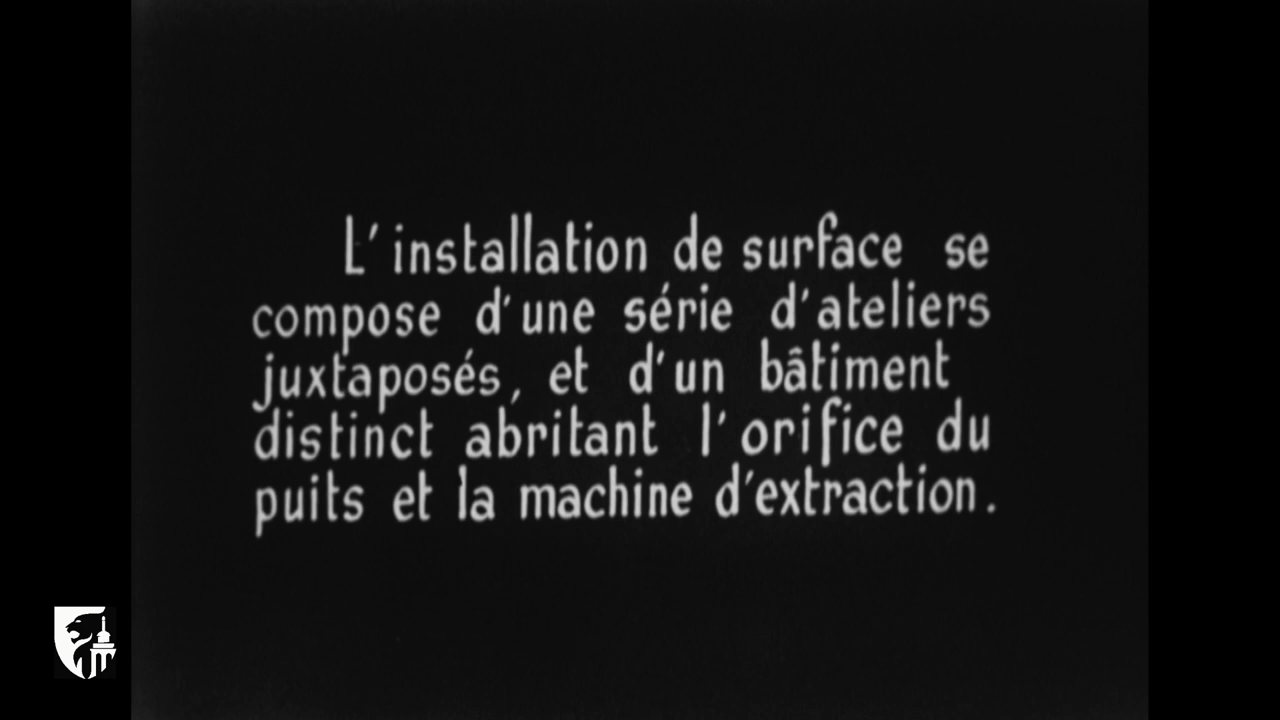 L'installation de surface se
compose d'une série d'ateliers
juxtaposés, et d'un bâtiment
distinct abritant l'orifice du
puits et la machine d'extraction.